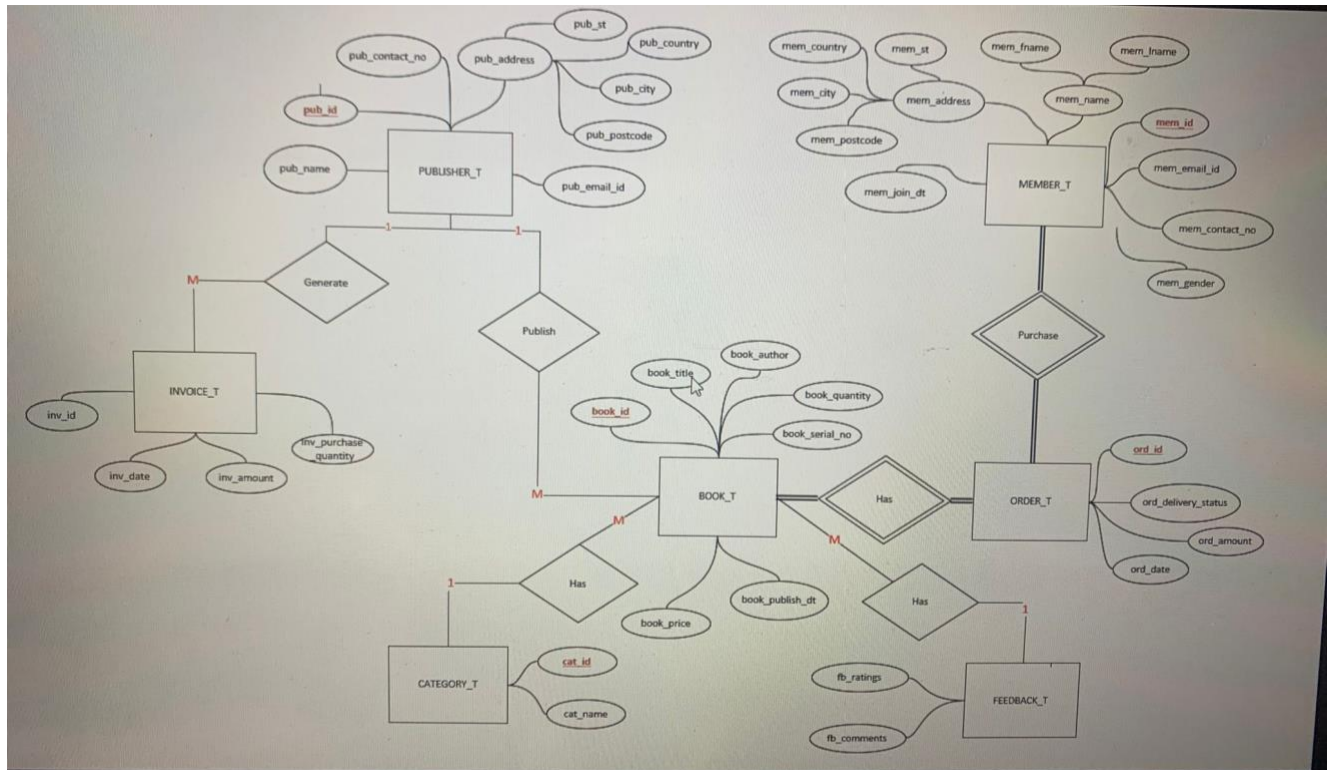 pub_st
pub_country
pub_contact_no
pub_address
pub_city
pub_id
pub_postcode
pub_name
PUBLISHER_T
pub_email_id
mem_country
mem_st
mem_fname
mem_lname
mem_city
mem_address
mem_name
mem_postcode
mem_id
mem_join_dt
MEMBER_T
mem_email_id
mem_contact_no
mem_gender
1
1
M
Generate
Publish
Purchase
INVOICE_T
inv_id
inv_date
inv_amount
inv_purchase
_quantity
book_title
book_author
book_id
book_quantity
book_serial_no
M
BOOK_T
Has
ORDER_T
ord_id
ord_delivery_status
ord_amount
ord_date
M
M
1
Has
book_price
book_publish_dt
Has
1
CATEGORY_T
cat_id
cat_name
fb_ratings
FEEDBACK_T
fb_comments